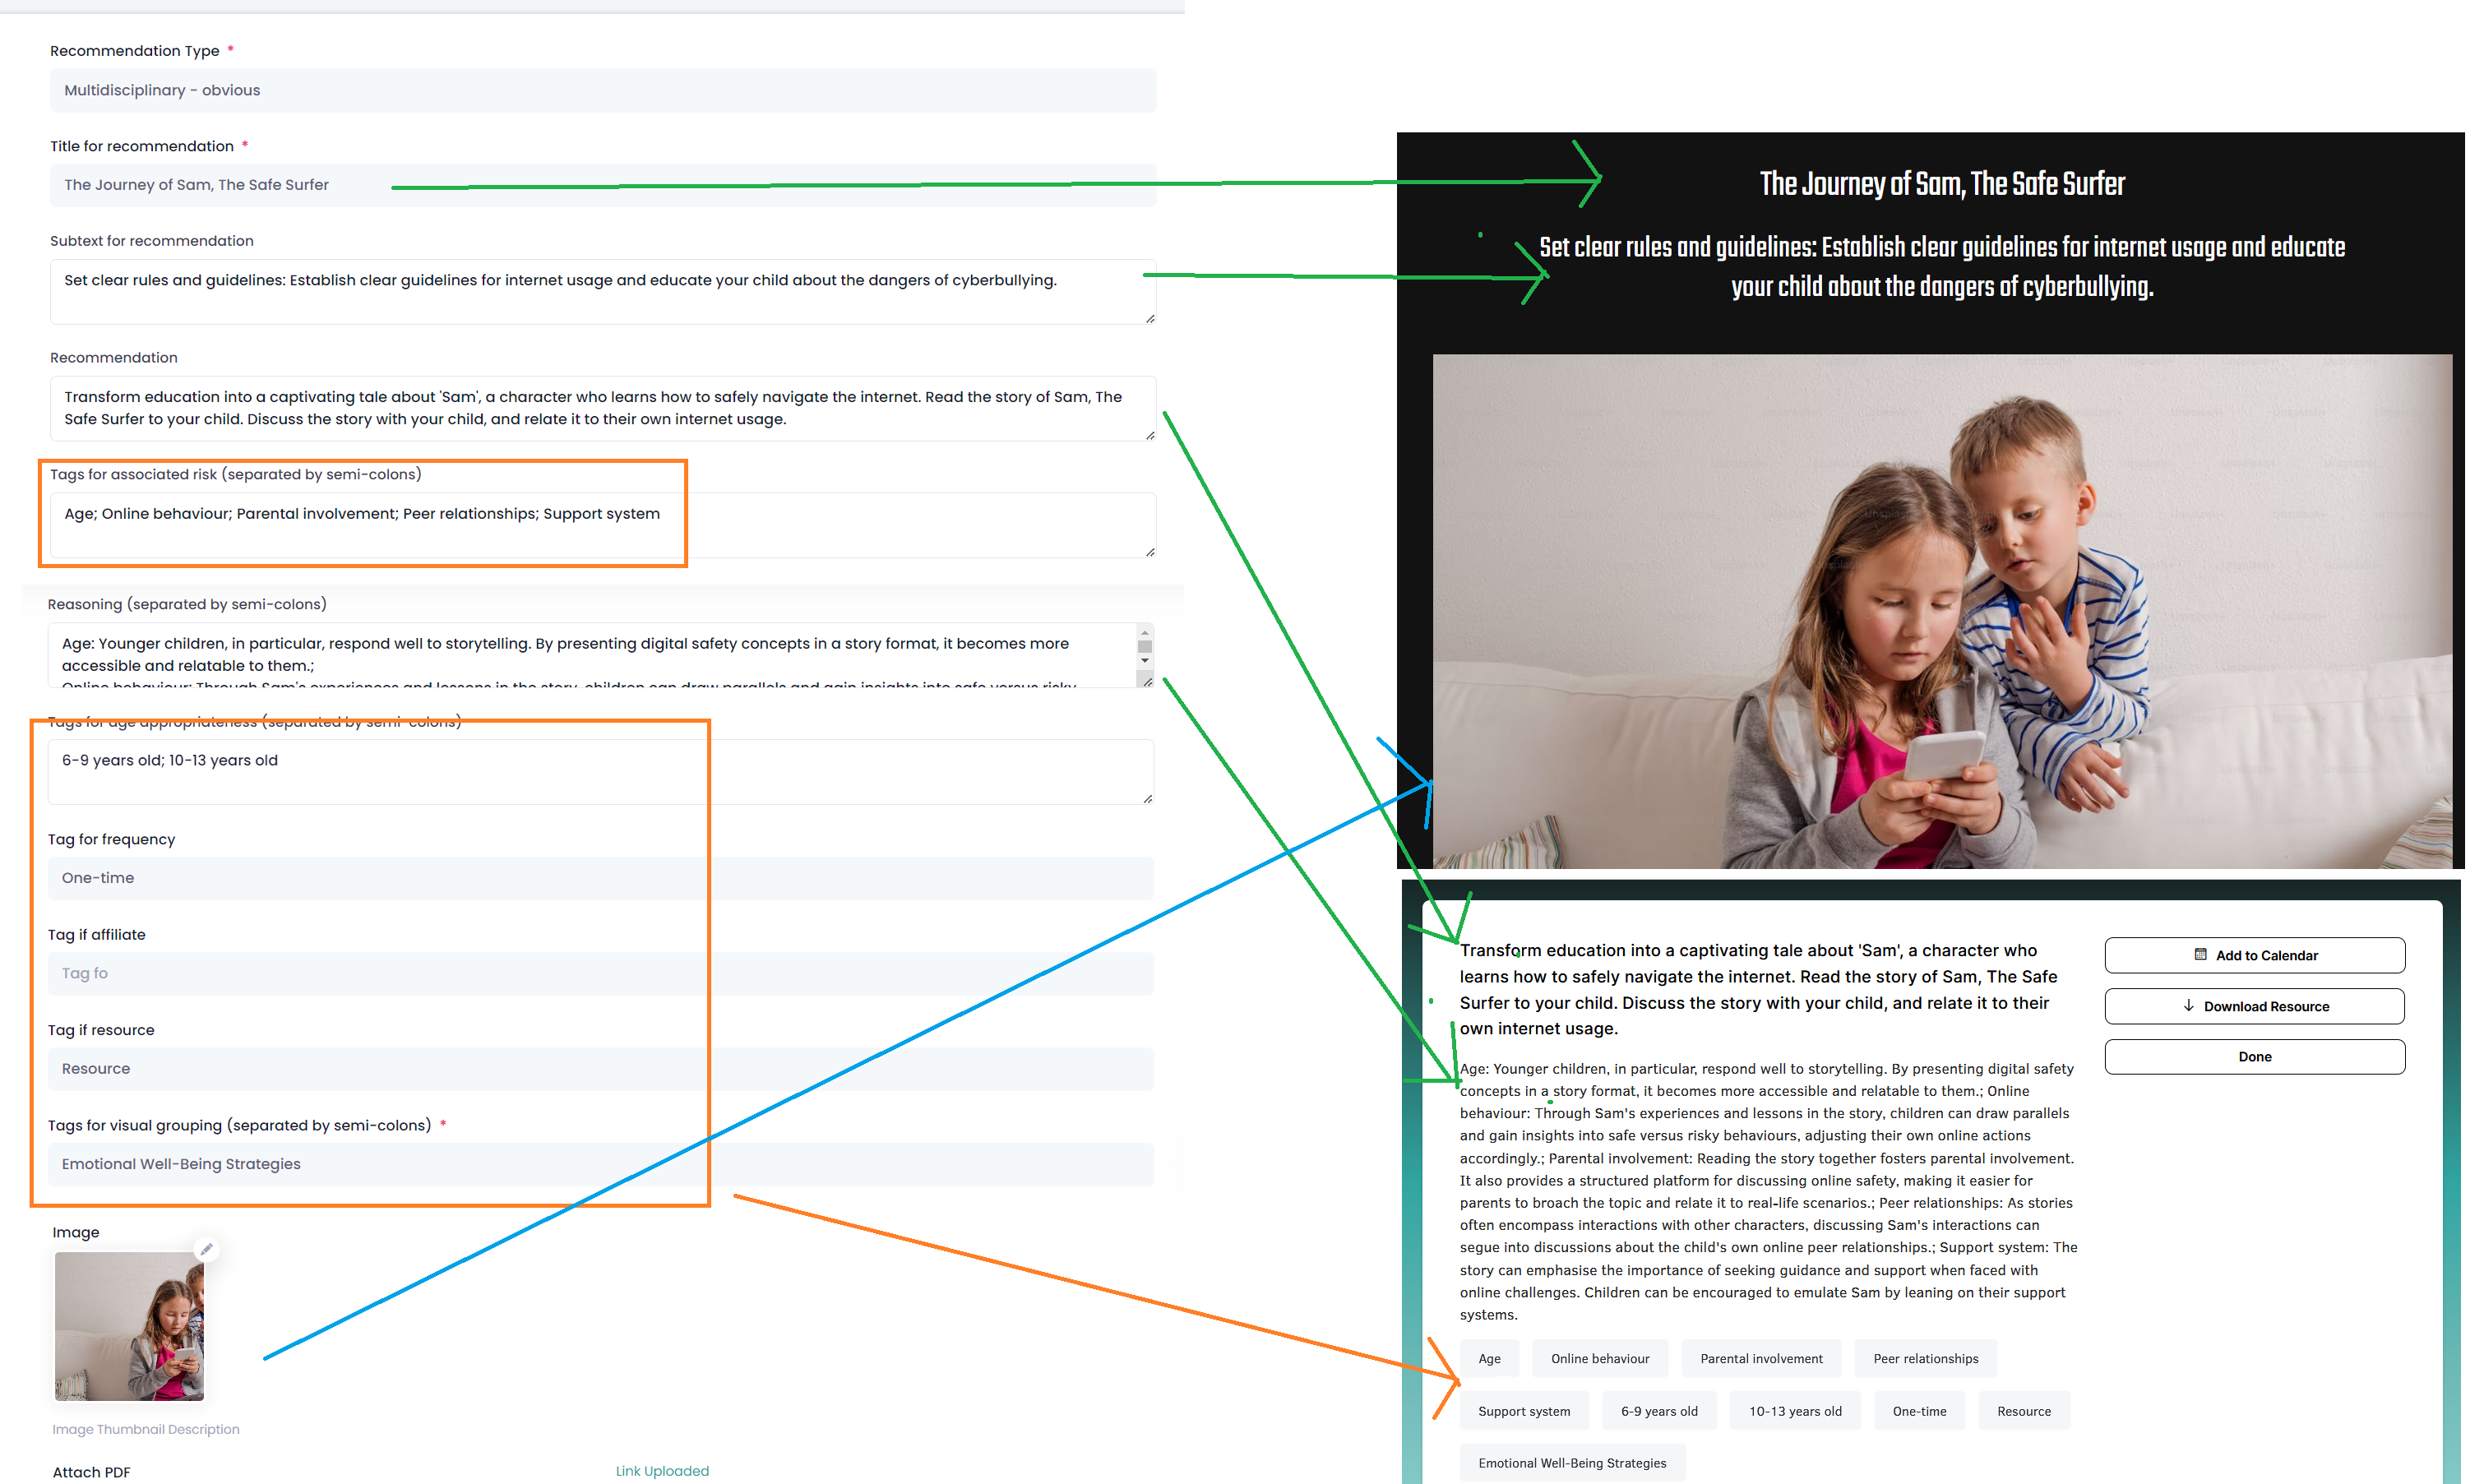 Recommendation Type *
Multidisciplinary - obvious
Title for recommendation *
The Journey of Sam, The Safe Surfer
Subtext for recommendation
Set clear rules and guidelines: Establish clear guidelines for internet usage and educate your child about the dangers of cyberbullying.
Recommendation
Transform education into a captivating tale about 'Sam', a character who learns how to safely navigate the internet. Read the story of Sam, The
Safe Surfer to your child. Discuss the story with your child, and relate it to their own internet usage.
Tags for associated risk (separated by semi-colons)
Age; Online behaviour; Parental involvement; Peer relationships; Support system
Reasoning (separated by semi-colons)
Age: Younger children, in particular, respond well to storytelling. By presenting digital safety concepts in a story format, it becomes more
accessible and relatable to them.;
Online behaviour: Through Sam's experiences and lessons in the story, children can draw parallels and gain insights into safe versus risky
Tags for age appropriateness (separated by semi-colons)
6-9 years old; 10-13 years old
Tag for frequency
One-time
Tag if affiliate
Tag fo
Tag if resource
Resource
Tags for visual grouping (separated by semi-colons) *
Emotional Well-Being Strategies
Image
Image Thumbnail Description
Attach PDF
Link Uploaded
The Journey of Sam, The Safe Surfer
Set clear rules and guidelines: Establish clear guidelines for internet usage and educate
your child about the dangers of cyberbullying.
Transform education into a captivating tale about 'Sam', a character who
learns how to safely navigate the internet. Read the story of Sam, The Safe
Surfer to your child. Discuss the story with your child, and relate it to their
own internet usage.
Age: Younger children, in particular, respond well to storytelling. By presenting digital safety
concepts in a story format, it becomes more accessible and relatable to them.; Online
behaviour: Through Sam's experiences and lessons in the story, children can draw parallels
and gain insights into safe versus risky behaviours, adjusting their own online actions
accordingly.; Parental involvement: Reading the story together fosters parental involvement.
It also provides a structured platform for discussing online safety, making it easier for
parents to broach the topic and relate it to real-life scenarios.; Peer relationships: As stories
often encompass interactions with other characters, discussing Sam's interactions can
segue into discussions about the child's own online peer relationships.; Support system: The
story can emphasise the importance of seeking guidance and support when faced with
online challenges. Children can be encouraged to emulate Sam by leaning on their support
systems.
Age
Online behaviour
Parental involvement
Peer relationships
Support system
6-9 years old
10-13 years old
One-time
Resource
Emotional Well-Being Strategies
Add to Calendar
Download Resource
Done